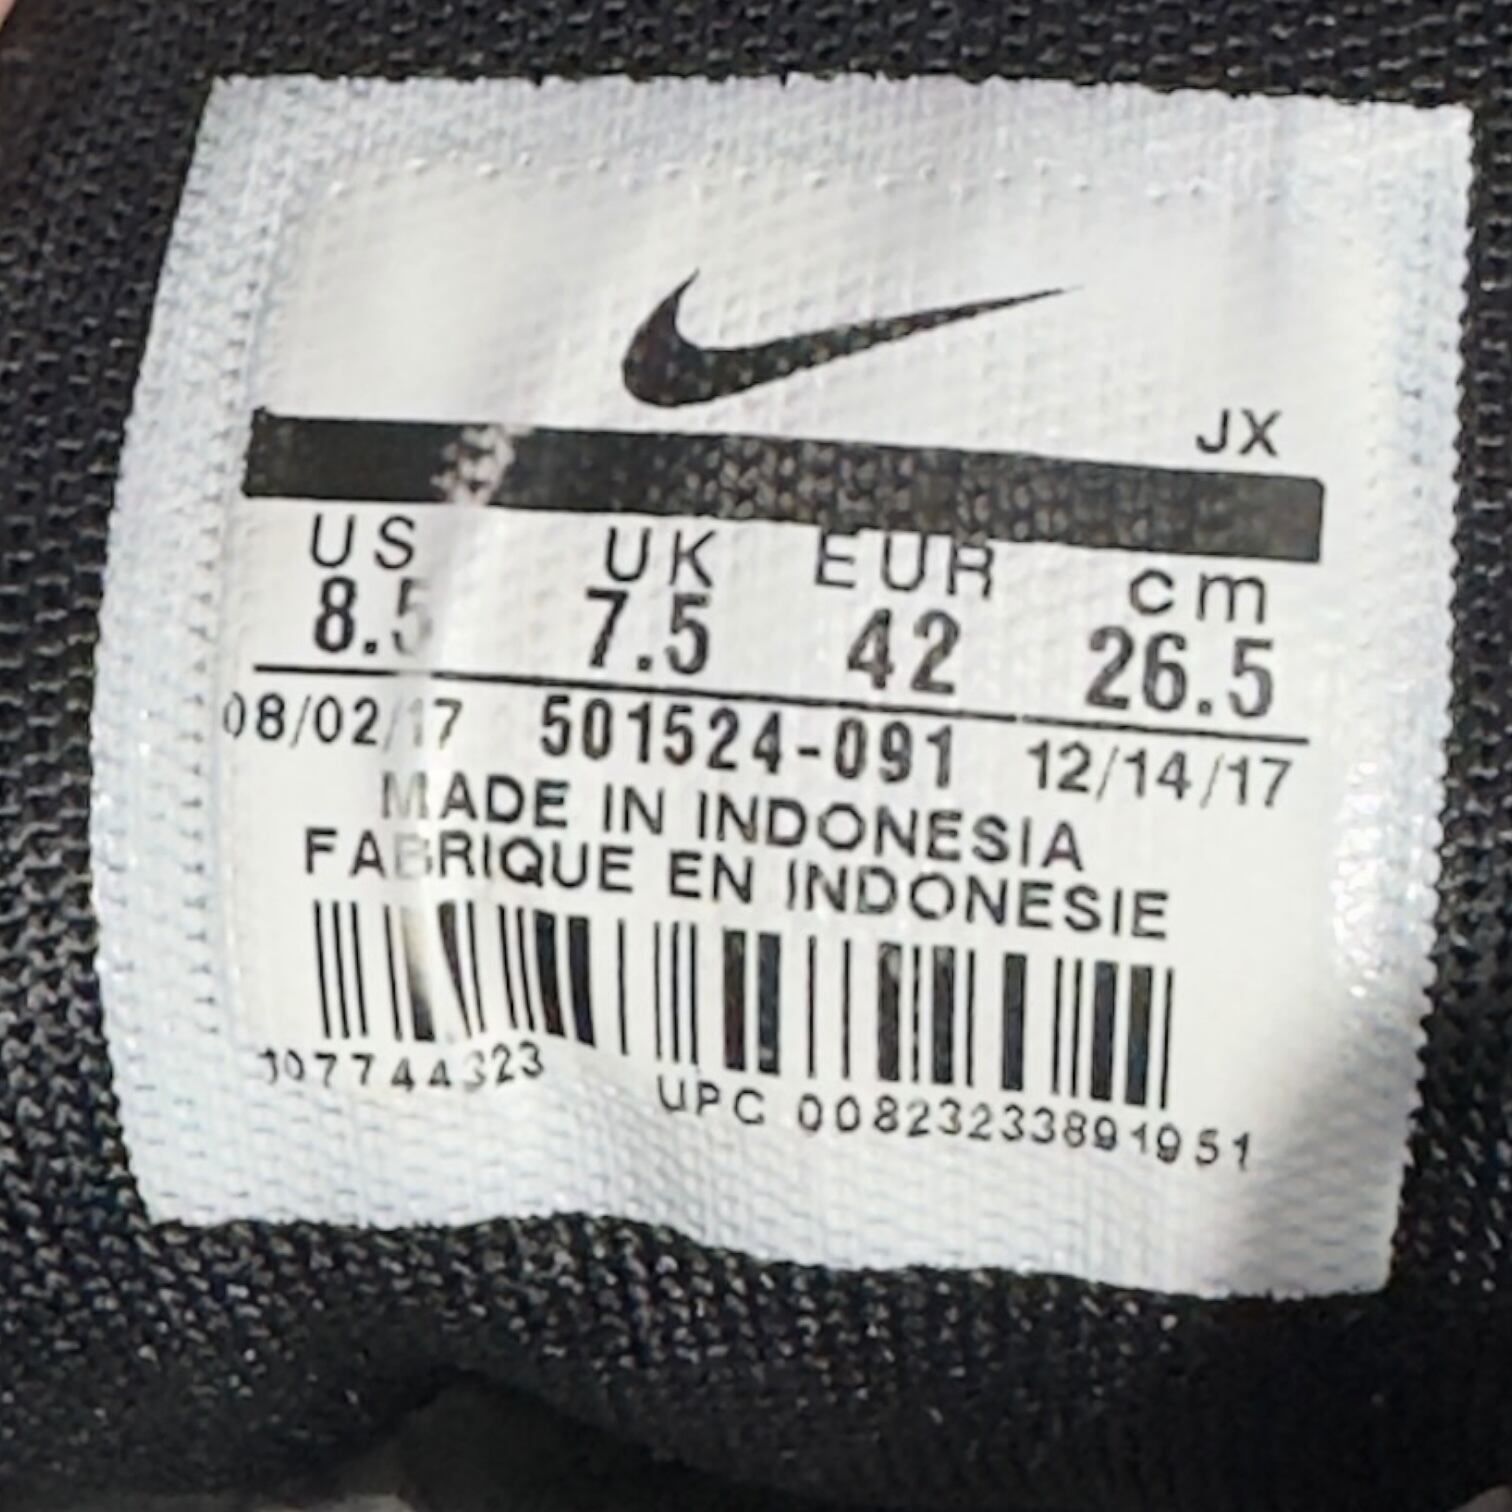 JX
US UK EUR cm
8.5 7.5 42 26.5
08/02/17 501524-091 12/14/17
MADE IN INDONESIA
FABRIQUE EN INDONESIE
UPC 00823233891951